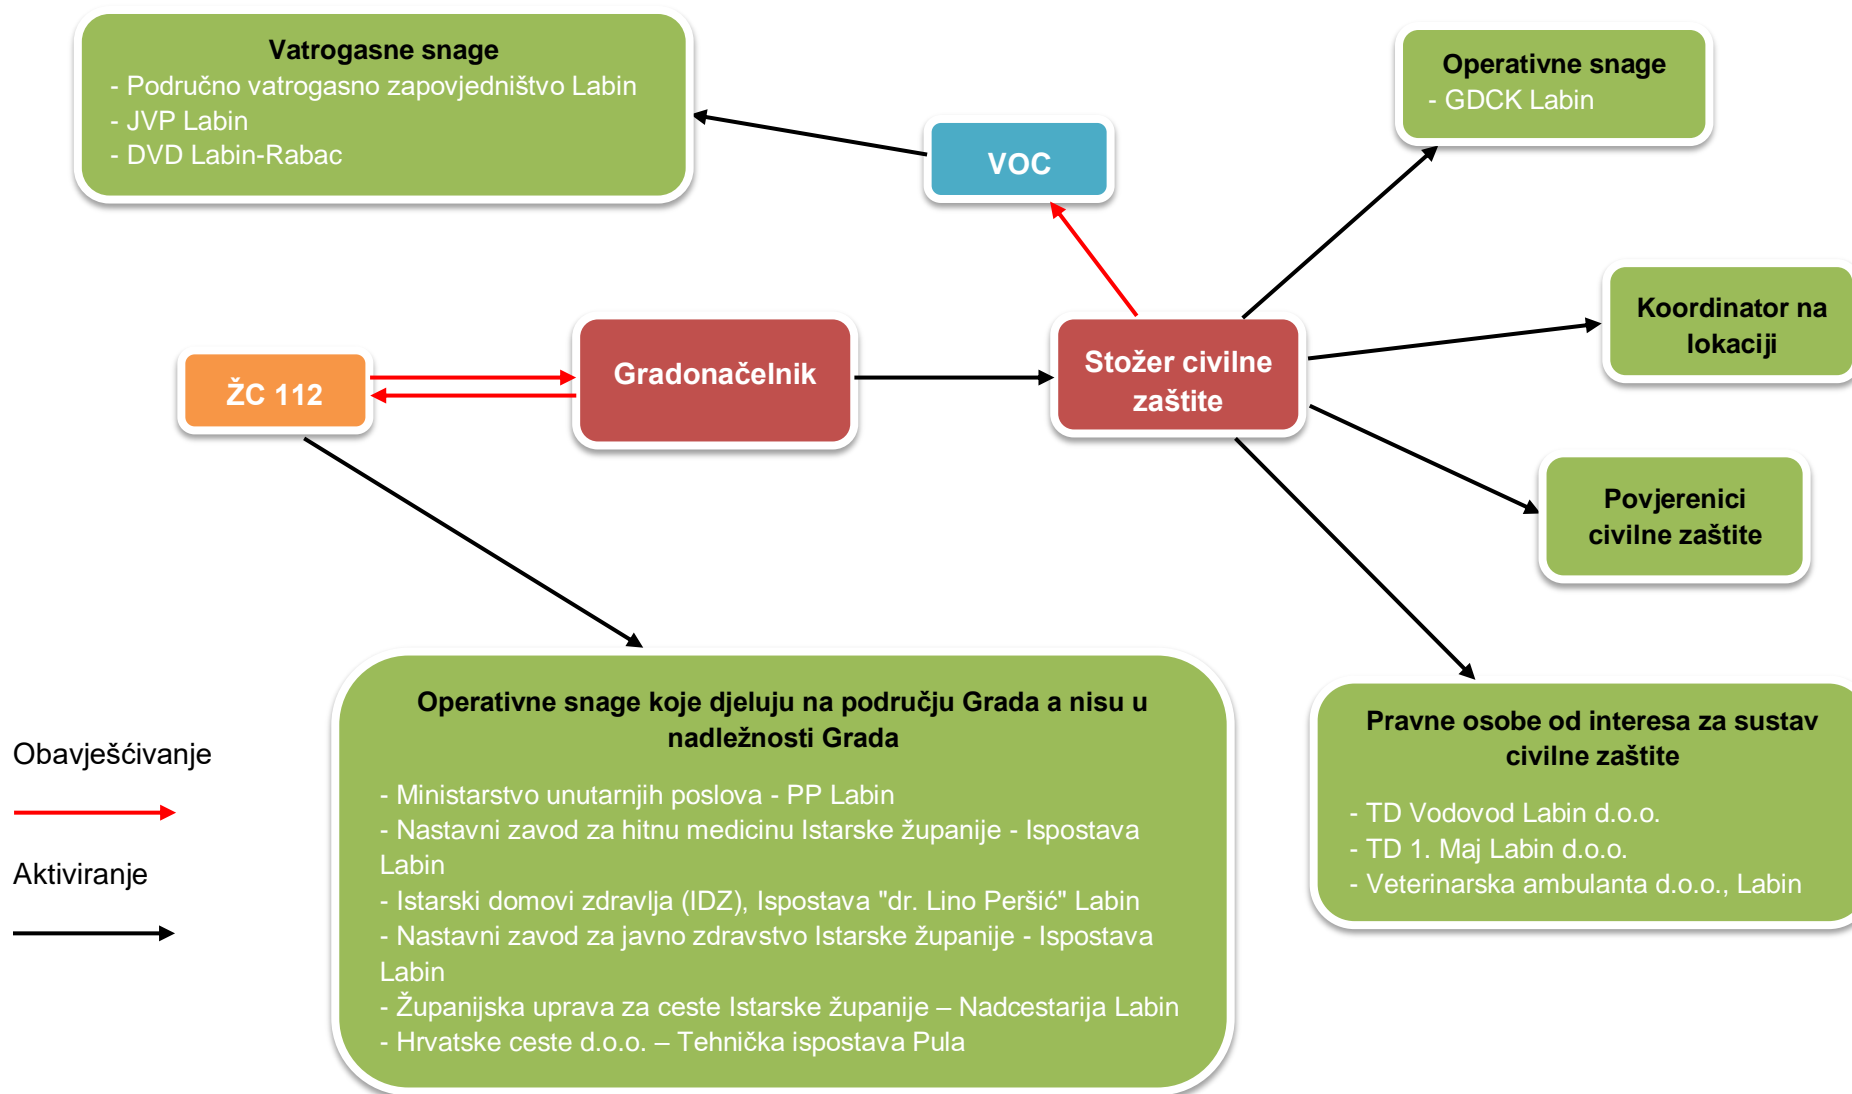 Vatrogasne snage
- Područno vatrogasno zapovjedništvo Labin
- JVP Labin
- DVD Labin-Rabac
VOC
Operativne snage
- GDCK Labin
Koordinator na
lokaciji
ŽC 112
Gradonačelnik
Stožer civilne
zaštite
Povjerenici
civilne zaštite
Operativne snage koje djeluju na području Grada a nisu u
nadležnosti Grada
- Ministarstvo unutarnjih poslova - PP Labin
- Nastavni zavod za hitnu medicinu Istarske županije - Ispostava
Labin
- Istarski domovi zdravlja (IDZ), Ispostava "dr. Lino Peršić" Labin
- Nastavni zavod za javno zdravstvo Istarske županije - Ispostava
Labin
- Županijska uprava za ceste Istarske županije – Nadcestarija Labin
- Hrvatske ceste d.o.o. – Tehnička ispostava Pula
Pravne osobe od interesa za sustav
civilne zaštite
- TD Vodovod Labin d.o.o.
- TD 1. Maj Labin d.o.o.
- Veterinarska ambulanta d.o.o., Labin
Obavješćivanje
Aktiviranje